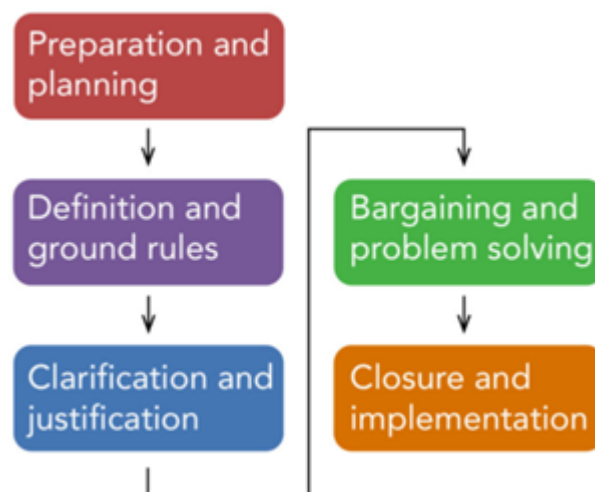 Preparation and
planning
Definition and
ground rules
Clarification and
justification
Bargaining and
problem solving
Closure and
implementation